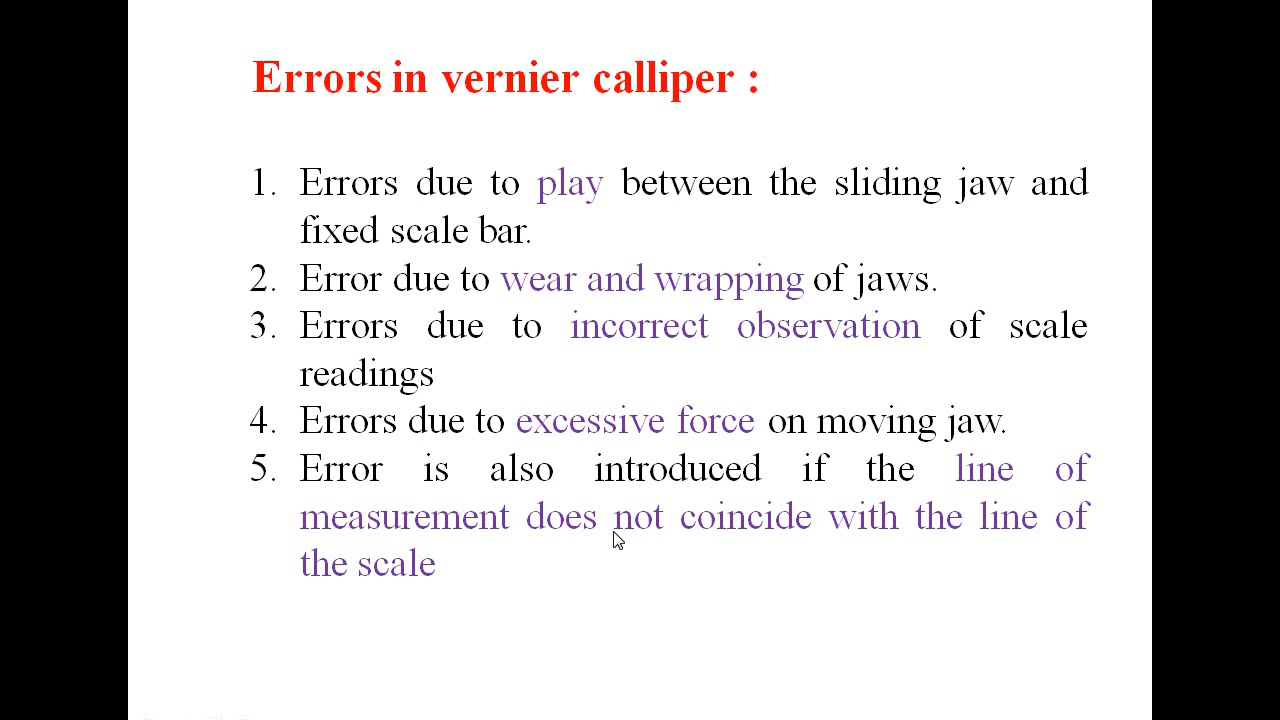 Errors in vernier calliper :
1. Errors due to play between the sliding jaw and
fixed scale bar.
2. Error due to wear and wrapping of jaws.
3. Errors due to incorrect observation of scale
readings
4. Errors due to excessive force on moving jaw.
5. Error is also introduced if the line of
measurement does not coincide with the line of
the scale